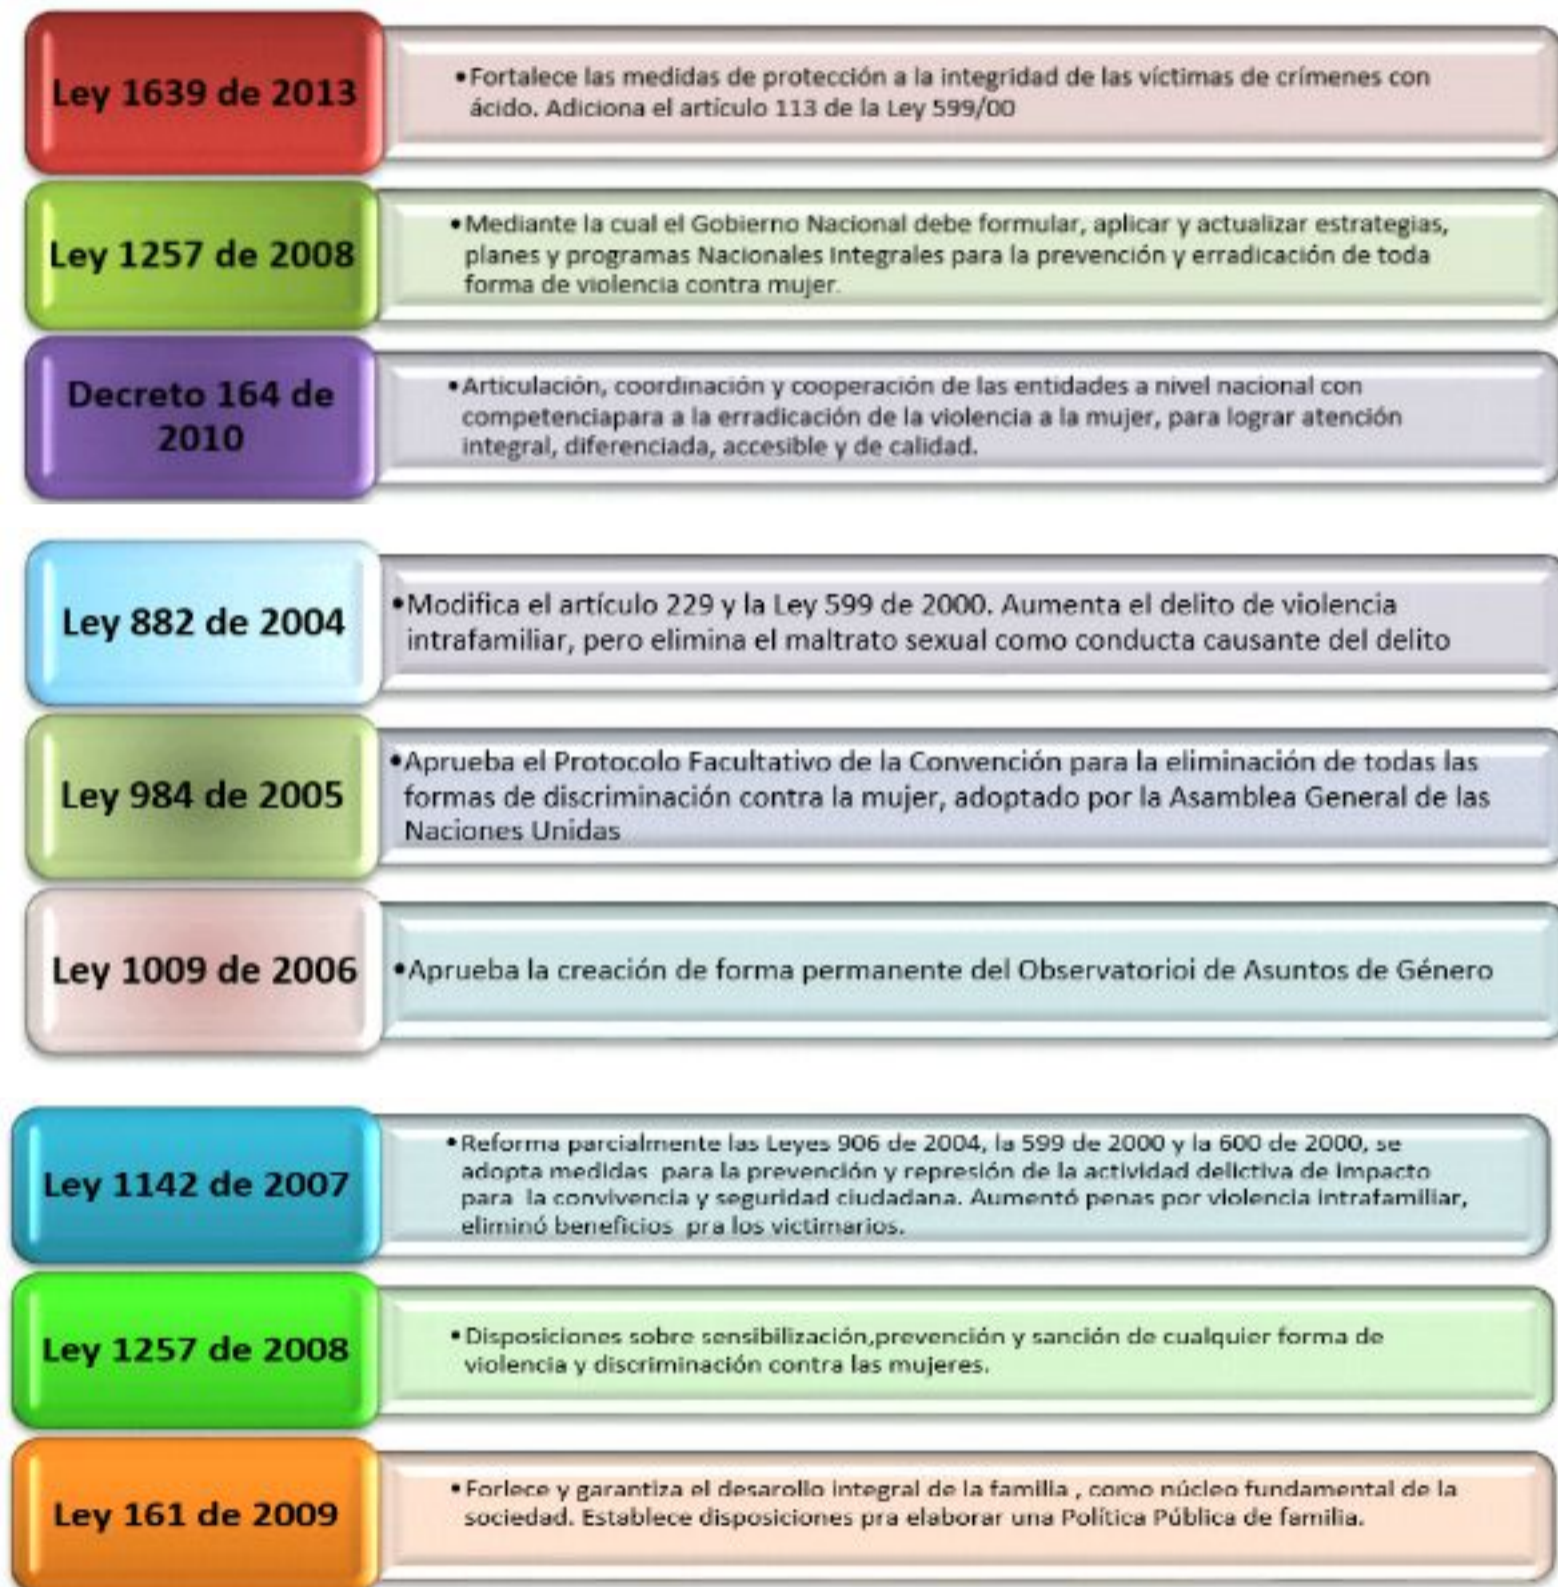 Ley 1639 de 2013
•Fortalece las medidas de protección a la integridad de las víctimas de crímenes con
ácido. Adiciona el artículo 113 de la Ley 599/00
Ley 1257 de 2008
•Mediante la cual el Gobierno Nacional debe formular, aplicar y actualizar estrategias,
planes y programas Nacionales Integrales para la prevención y erradicación de toda
forma de violencia contra mujer.
Decreto 164 de
2010
•Articulación, coordinación y cooperación de las entidades a nivel nacional con
competenciapara a la erradicación de la violencia a la mujer, para lograr atención
integral, diferenciada, accesible y de calidad.
Ley 882 de 2004
•Modifica el artículo 229 y la Ley 599 de 2000. Aumenta el delito de violencia
intrafamiliar, pero elimina el maltrato sexual como conducta causante del delito
Ley 984 de 2005
•Aprueba el Protocolo Facultativo de la Convención para la eliminación de todas las
formas de discriminación contra la mujer, adoptado por la Asamblea General de las
Naciones Unidas
Ley 1009 de 2006
•Aprueba la creación de forma permanente del Observatorioi de Asuntos de Género
Ley 1142 de 2007
•Reforma parcialmente las Leyes 906 de 2004, la 599 de 2000 y la 600 de 2000, se
adopta medidas para la prevención y represión de la actividad delictiva de impacto
para la convivencia y seguridad ciudadana. Aumentó penas por violencia intrafamiliar,
eliminó beneficios pra los victimarios.
Ley 1257 de 2008
•Disposiciones sobre sensibilización,prevención y sanción de cualquier forma de
violencia y discriminación contra las mujeres.
Ley 161 de 2009
•Forlece y garantiza el desarollo integral de la familia , como núcleo fundamental de la
sociedad. Establece disposiciones pra elaborar una Política Pública de familia.